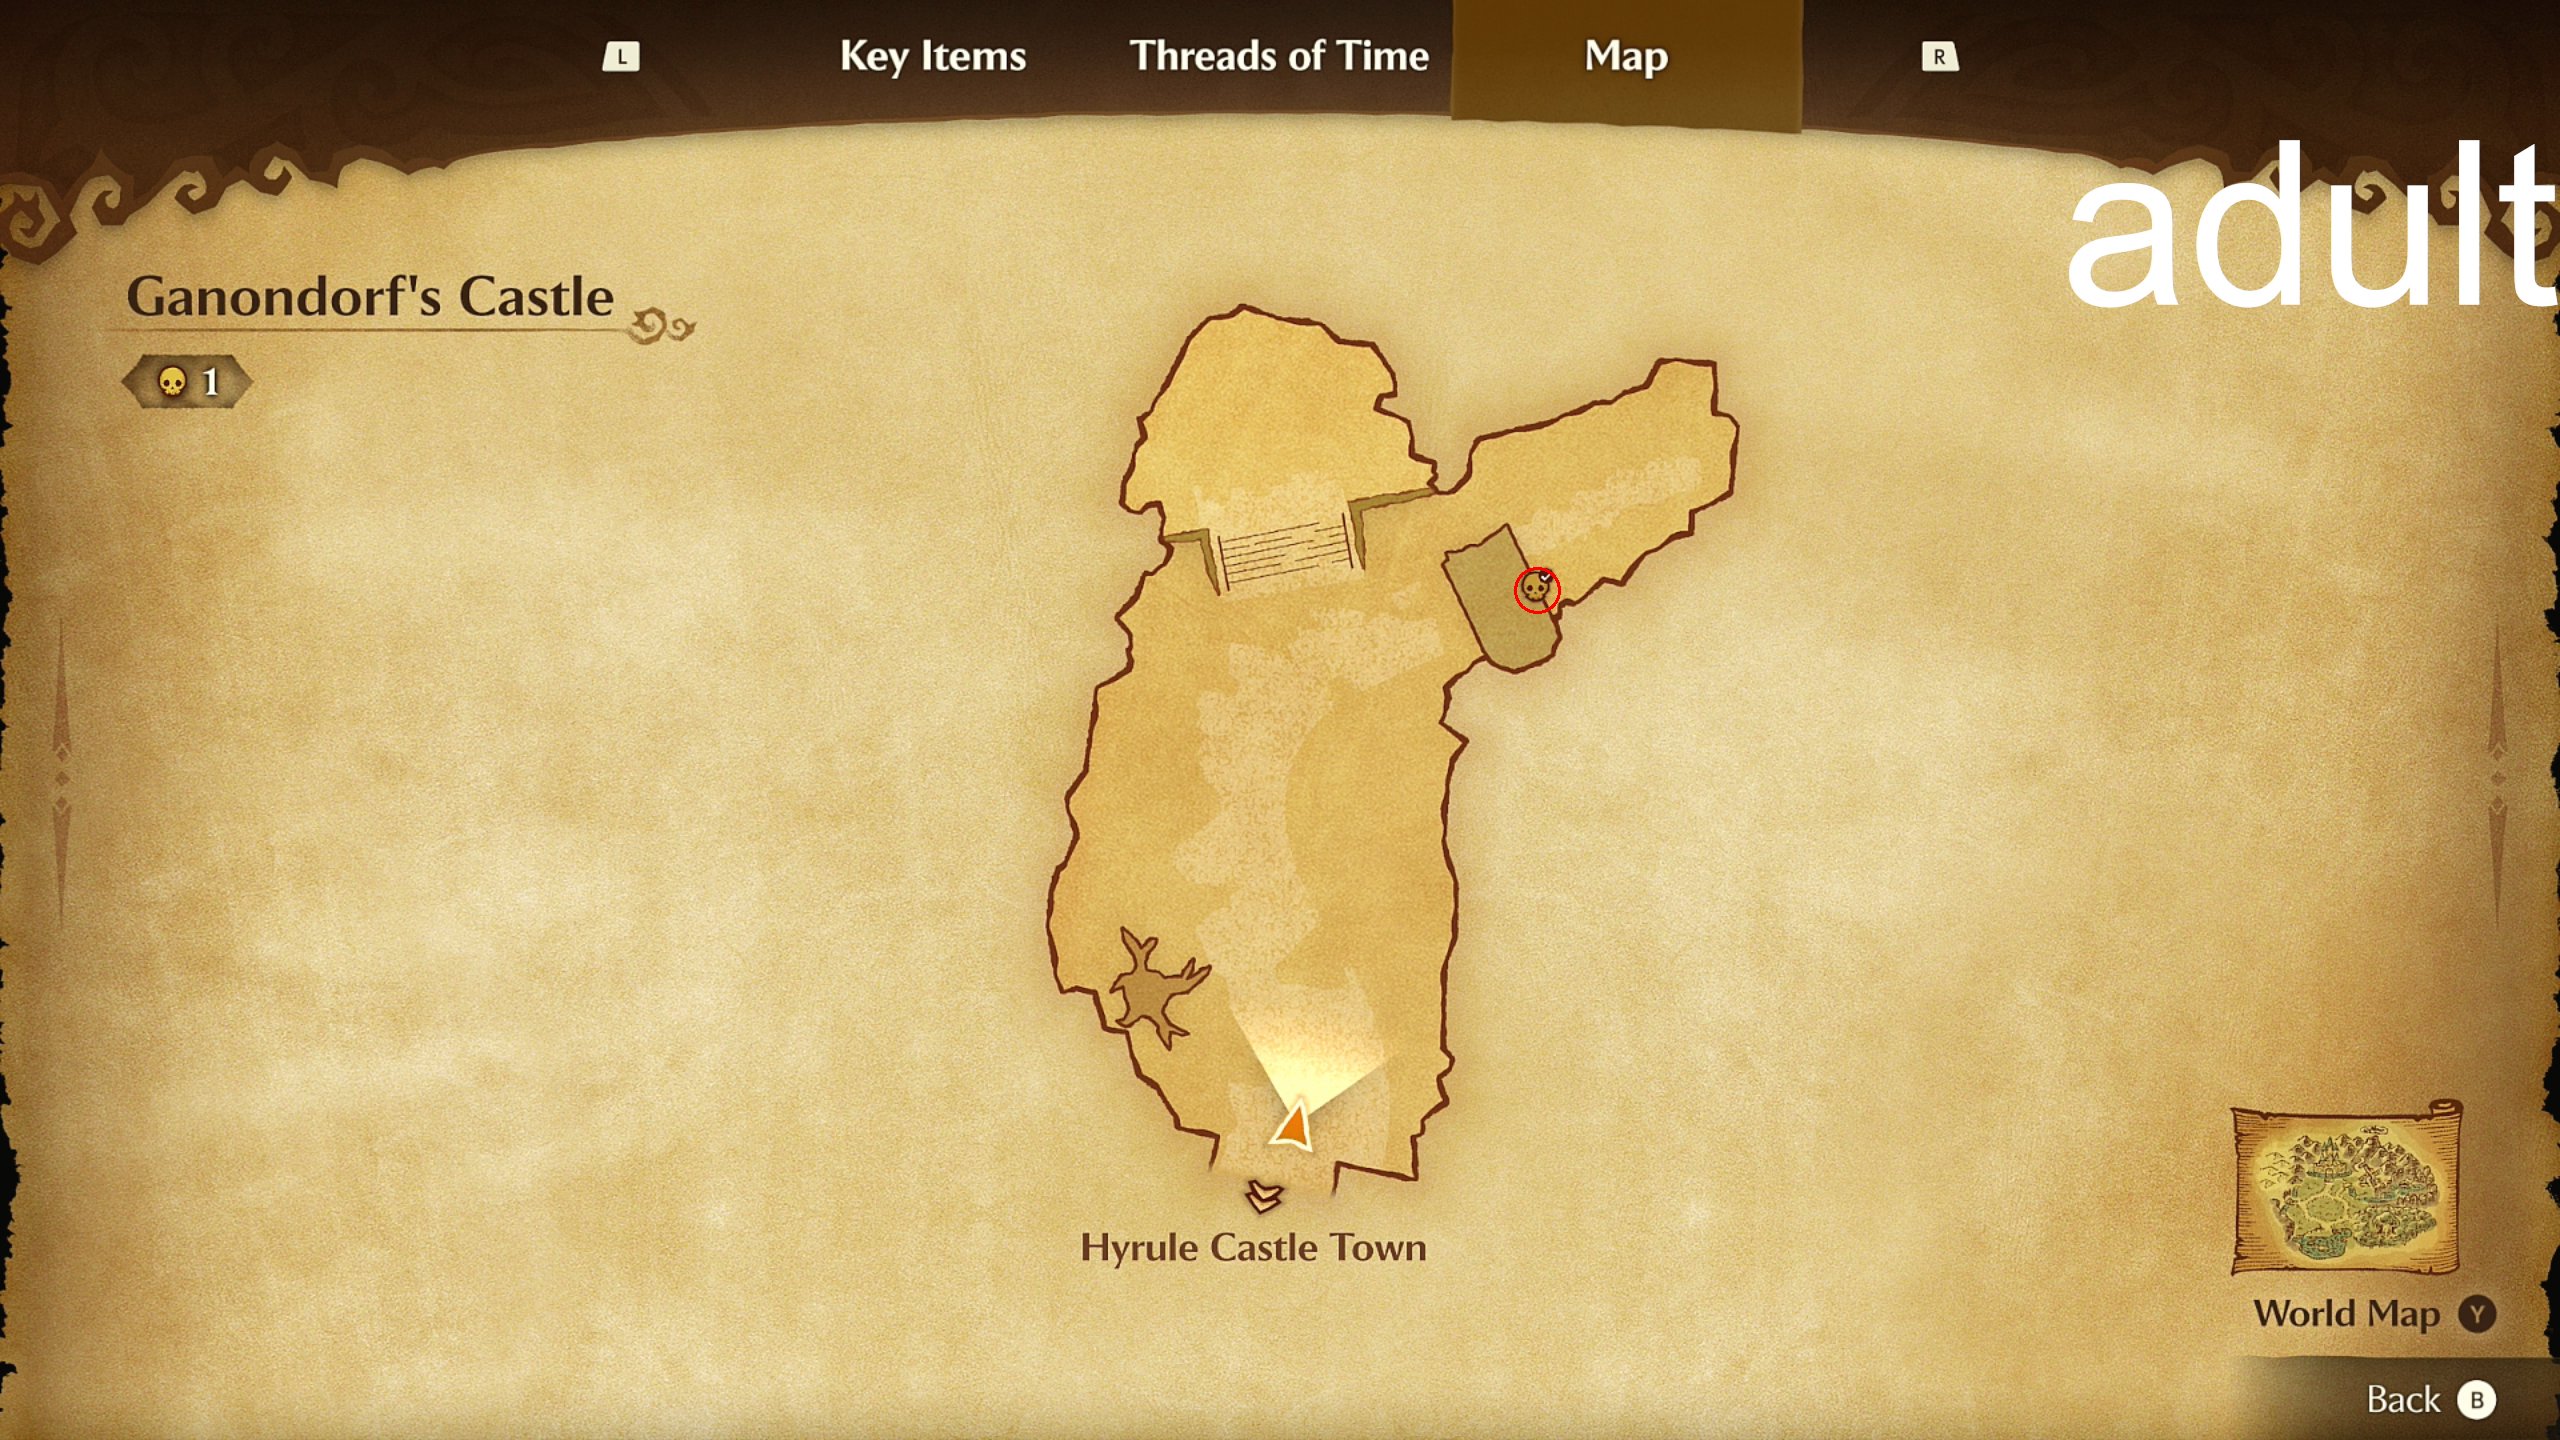 L
Key Items
Threads of Time
Map
R
adult
Ganondorf's Castle
1
Hyrule Castle Town
World Map Y
Back B